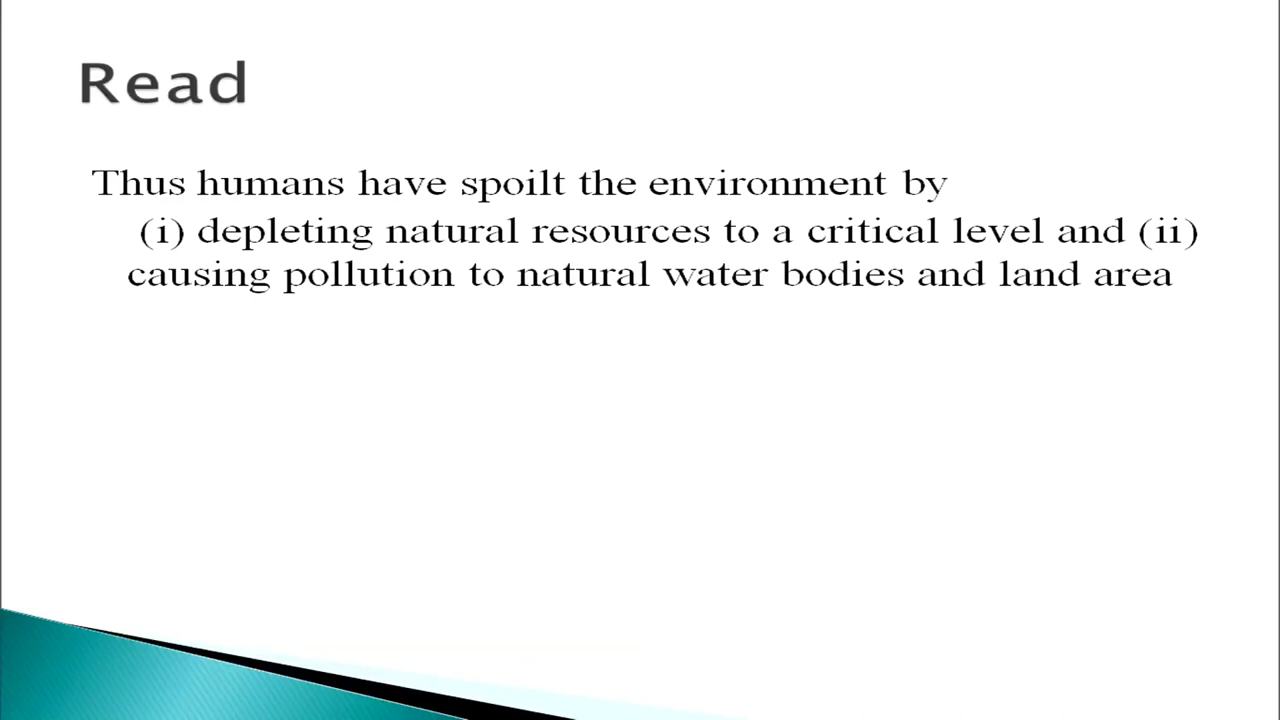 Read
Thus humans have spoilt the environment by
(i) depleting natural resources to a critical level and (ii)
causing pollution to natural water bodies and land area